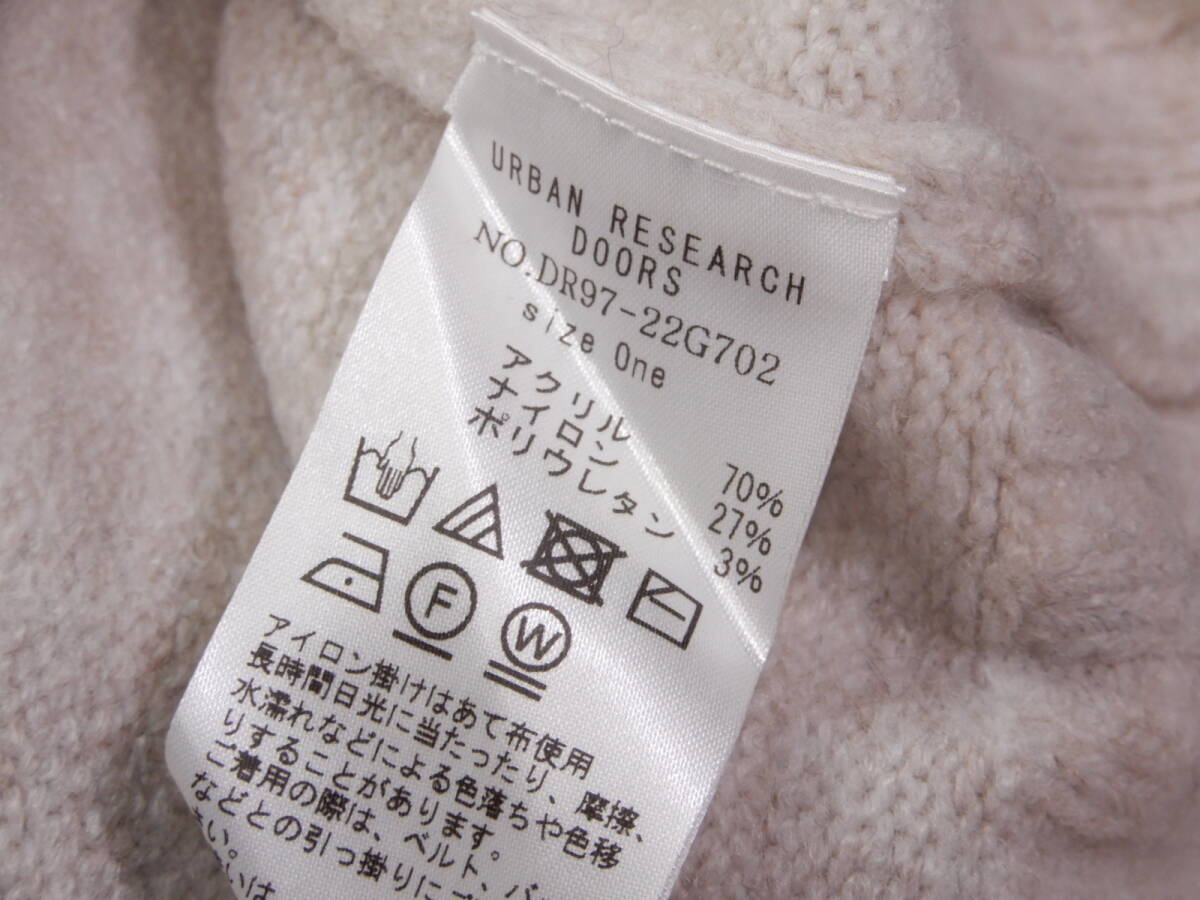 URBAN RESEARCH
DOORS
NO.DR97-22G702
size One
アクリル 70%
ナイロン 27%
ポリウレタン 3%
F
W
アイロン掛けはあて布使用
長時間日光に当たったり、摩擦、
水濡れなどによる色落ちや色移
りすることがあります。
ご着用の際は、ベルト、バ
などとの引っ掛りにご
い。
いは